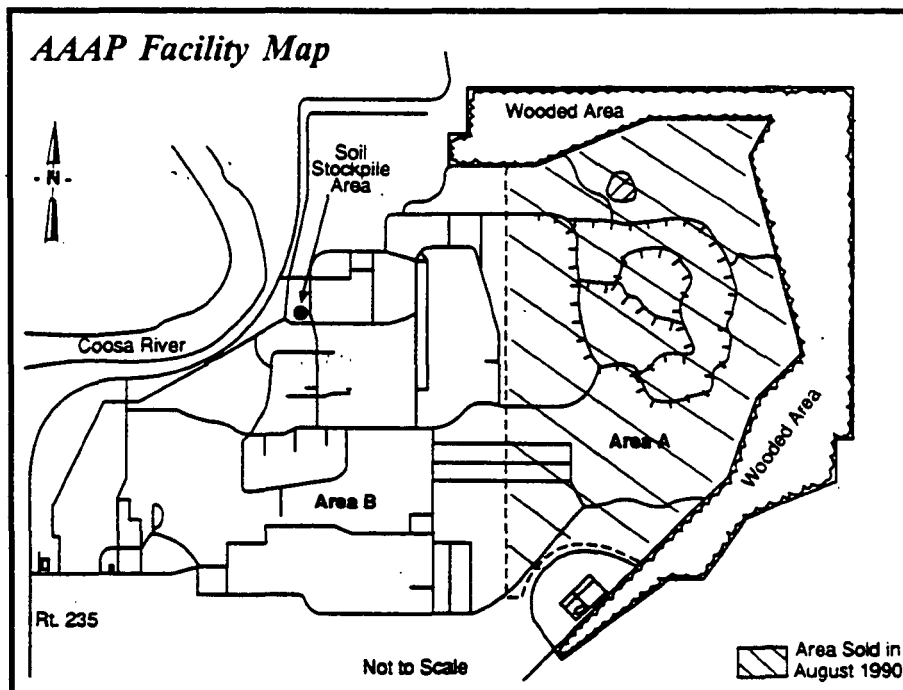 AAAP Facility Map
Wooded Area
- N -
Soil
Stockpile
Area
Coosa River
Area A
Wooded Area
Area B
Rt. 235
Not to Scale
Area Sold in
August 1990